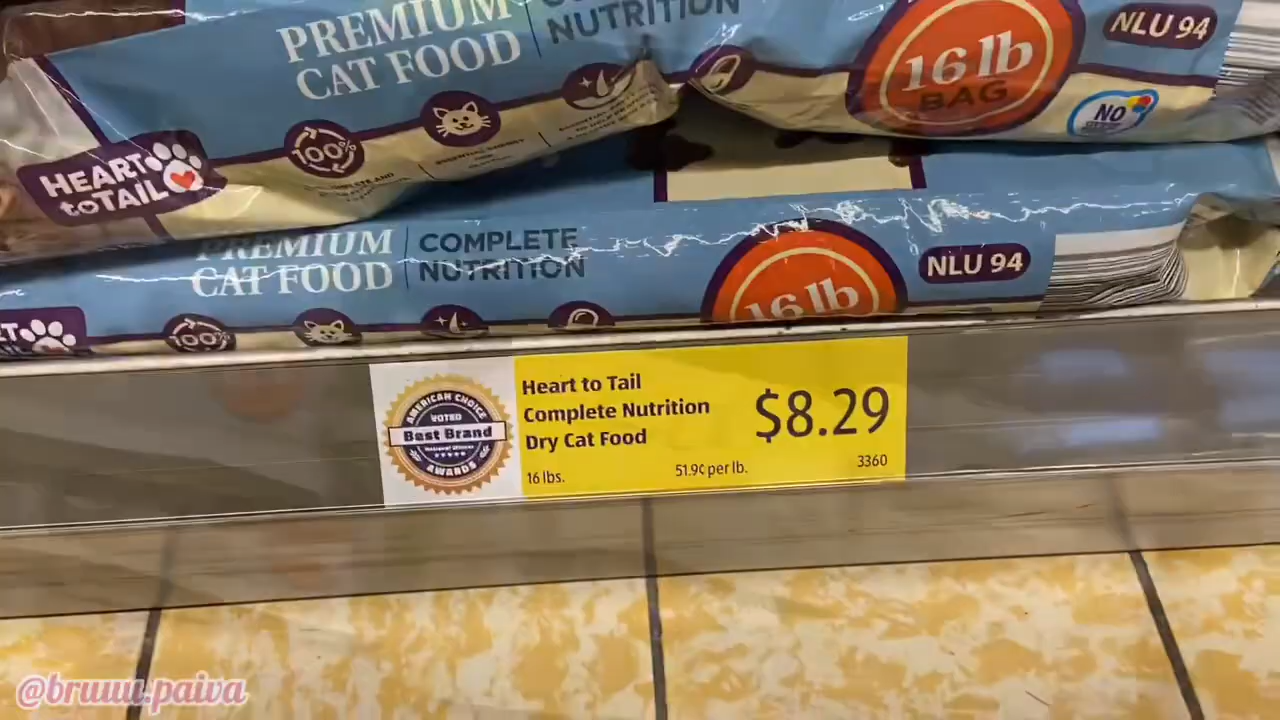 PREMIUM
CAT FOOD
NUTRITION
16 lb
BAG
NLU 94
NO
100%
HEART
to TAIL
PREMIUM
CAT FOOD
COMPLETE
NUTRITION
16 lb
NLU 94
100%
AMERICAN CHOICE
VOTED
Best Brand
AWARDS
Heart to Tail
Complete Nutrition
Dry Cat Food
$8.29
16 lbs.
51.9¢ per lb.
3360
@bruuu.paiva